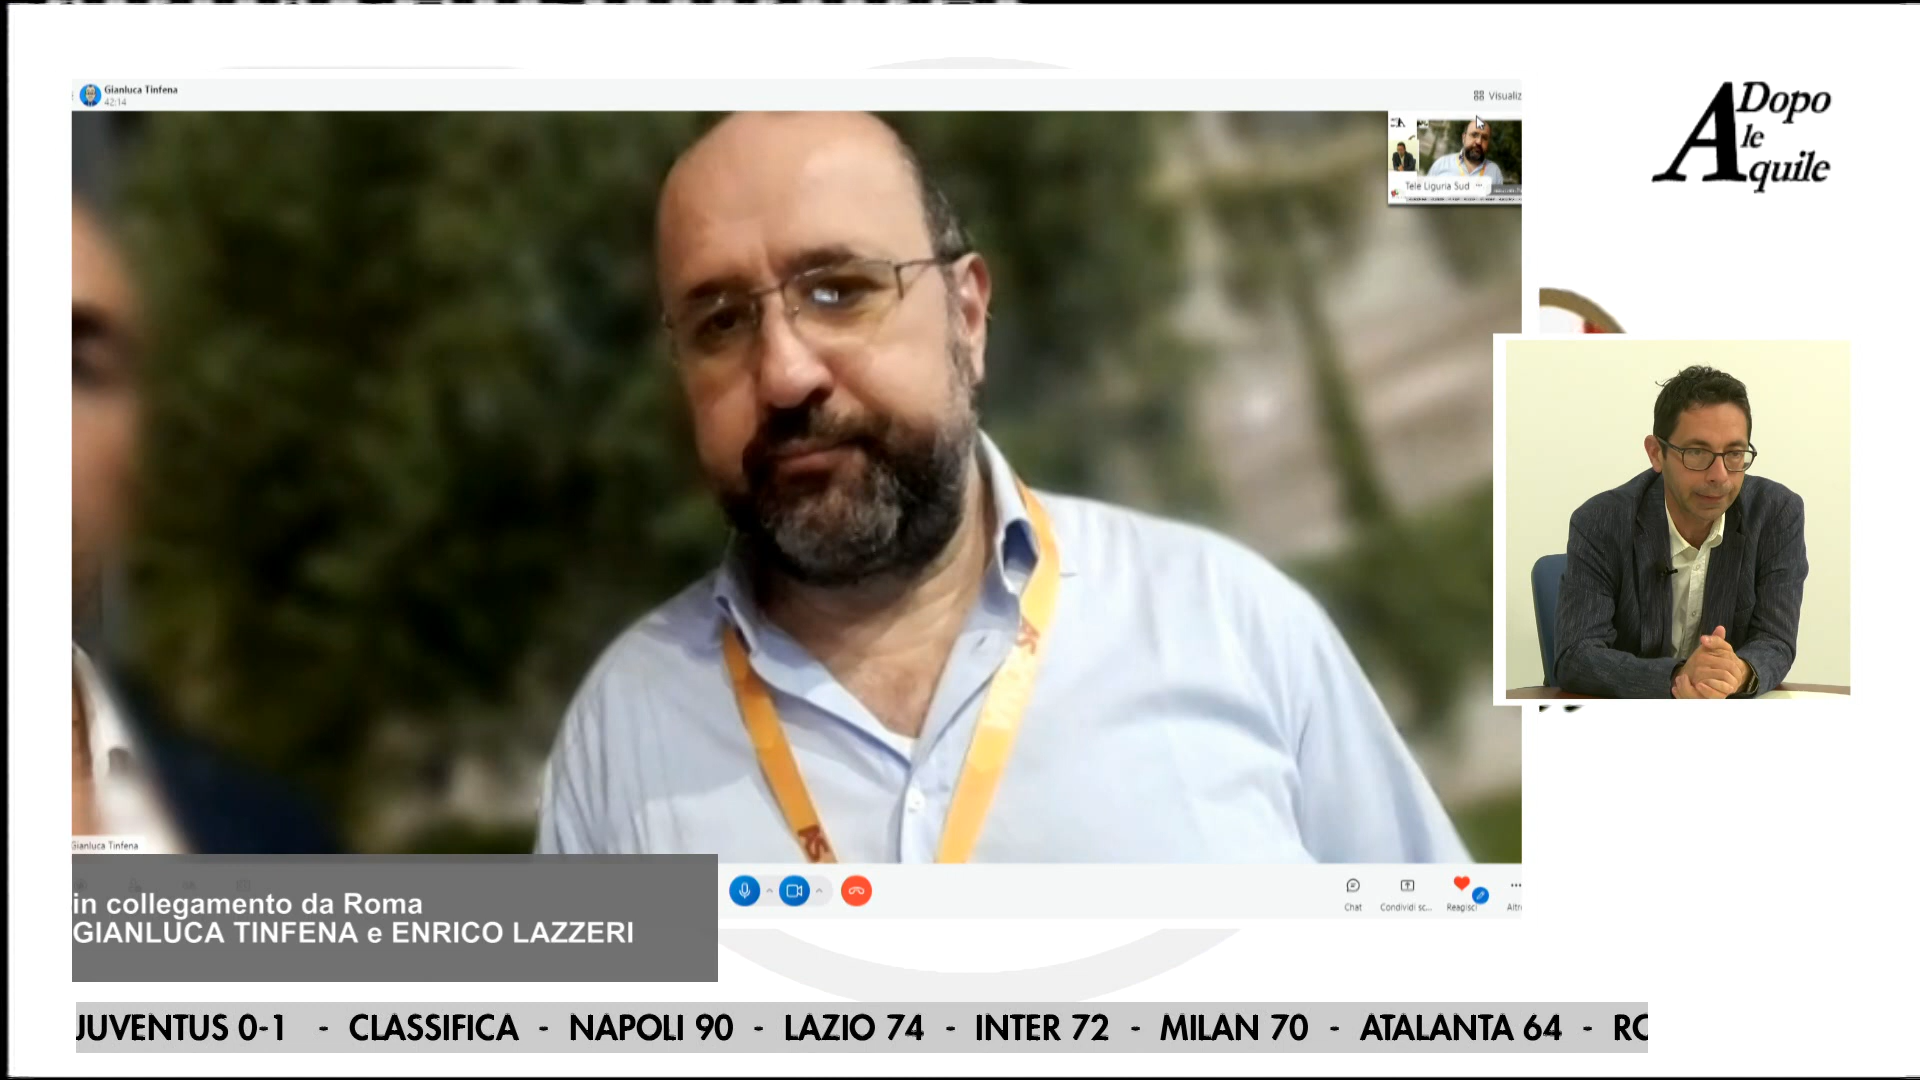 Gianluca Tinfena
42:14
Visualiz
Dopo
le
Aquile
Tele Liguria Sud
Gianluca Tinfena
in collegamento da Roma
GIANLUCA TINFENA e ENRICO LAZZERI
Chat
Condividi sc...
Reagisci
Altro
JUVENTUS 0-1 - CLASSIFICA - NAPOLI 90 - LAZIO 74 - INTER 72 - MILAN 70 - ATALANTA 64 - RO